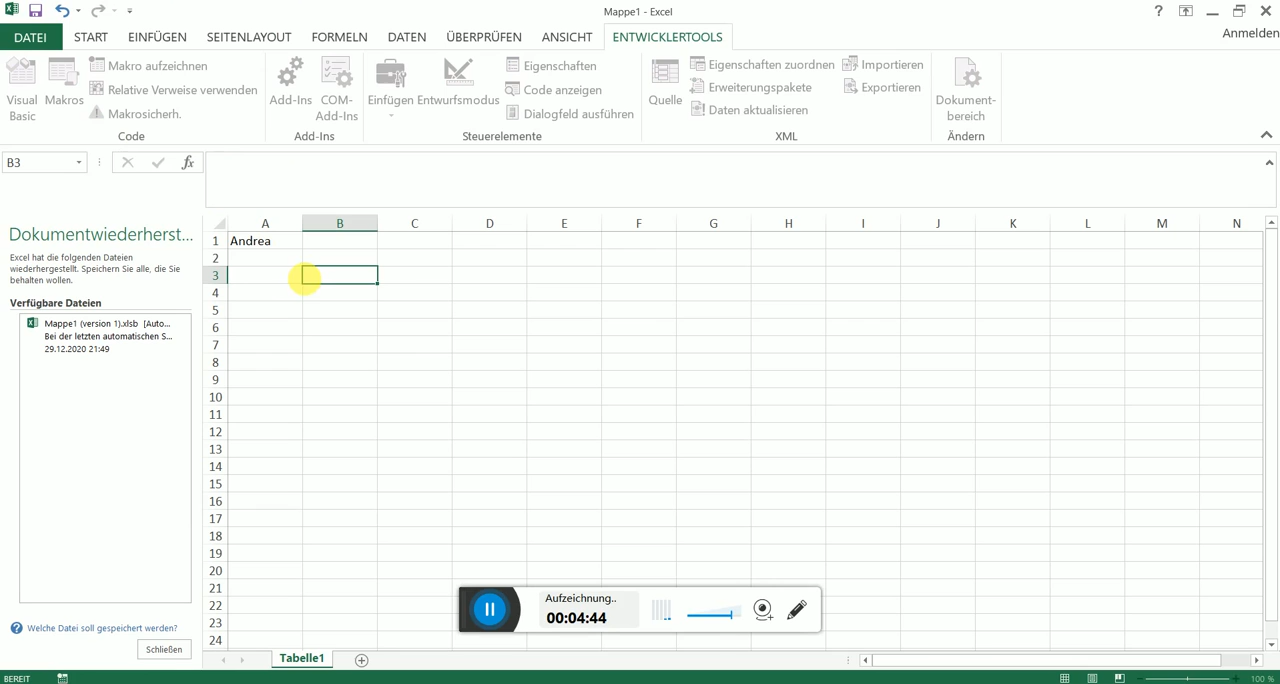 Mappe1 - Excel
?
Anmelden
DATEI START EINFÜGEN SEITENLAYOUT FORMELN DATEN ÜBERPRÜFEN ANSICHT ENTWICKLERTOOLS
Visual Basic
Makros
Makro aufzeichnen
Relative Verweise verwenden
Makrosicherh.
Code
Add-Ins
COM-
Add-Ins
Add-Ins
Einfügen
Entwurfsmodus
Eigenschaften
Code anzeigen
Dialogfeld ausführen
Steuerelemente
Quelle
Eigenschaften zuordnen
Erweiterungspakete
Daten aktualisieren
Importieren
Exportieren
XML
Dokument-
bereich
Ändern
B3
fx
Dokumentwiederherst...
Excel hat die folgenden Dateien
wiederhergestellt. Speichern Sie alle, die Sie
behalten wollen.
Verfügbare Dateien
Mappe1 (version 1).xlsb [Auto...
Bei der letzten automatischen S...
29.12.2020 21:49
? Welche Datei soll gespeichert werden?
Schließen
A B C D E F G H I J K L M N
1 Andrea
2
3
4
5
6
7
8
9
10
11
12
13
14
15
16
17
18
19
20
21
22
23
24
Aufzeichnung..
00:04:44
Tabelle1
BEREIT
100 %